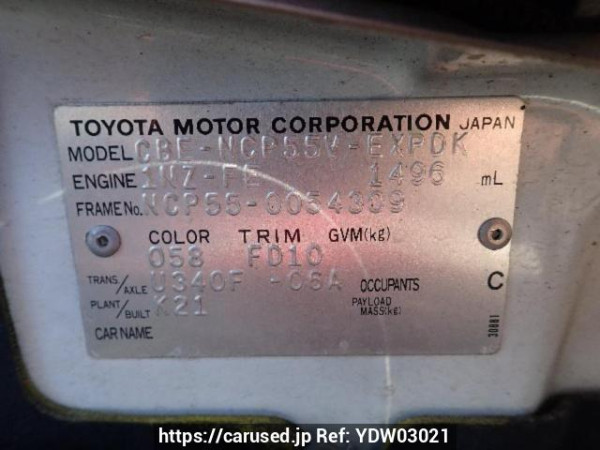 TOYOTA MOTOR CORPORATION JAPAN
MODEL CBE-NCP55V-EXPDK
ENGINE 1NZ-FE 1496 mL
FRAME No. NCP55-0054309
COLOR TRIM GVM(kg)
058 FD10
TRANS/AXLE U340F -06A OCCUPANTS C
PLANT/BUILT K21 PAYLOAD MASS(kg)
CAR NAME
30881
https://carused.jp Ref: YDW03021